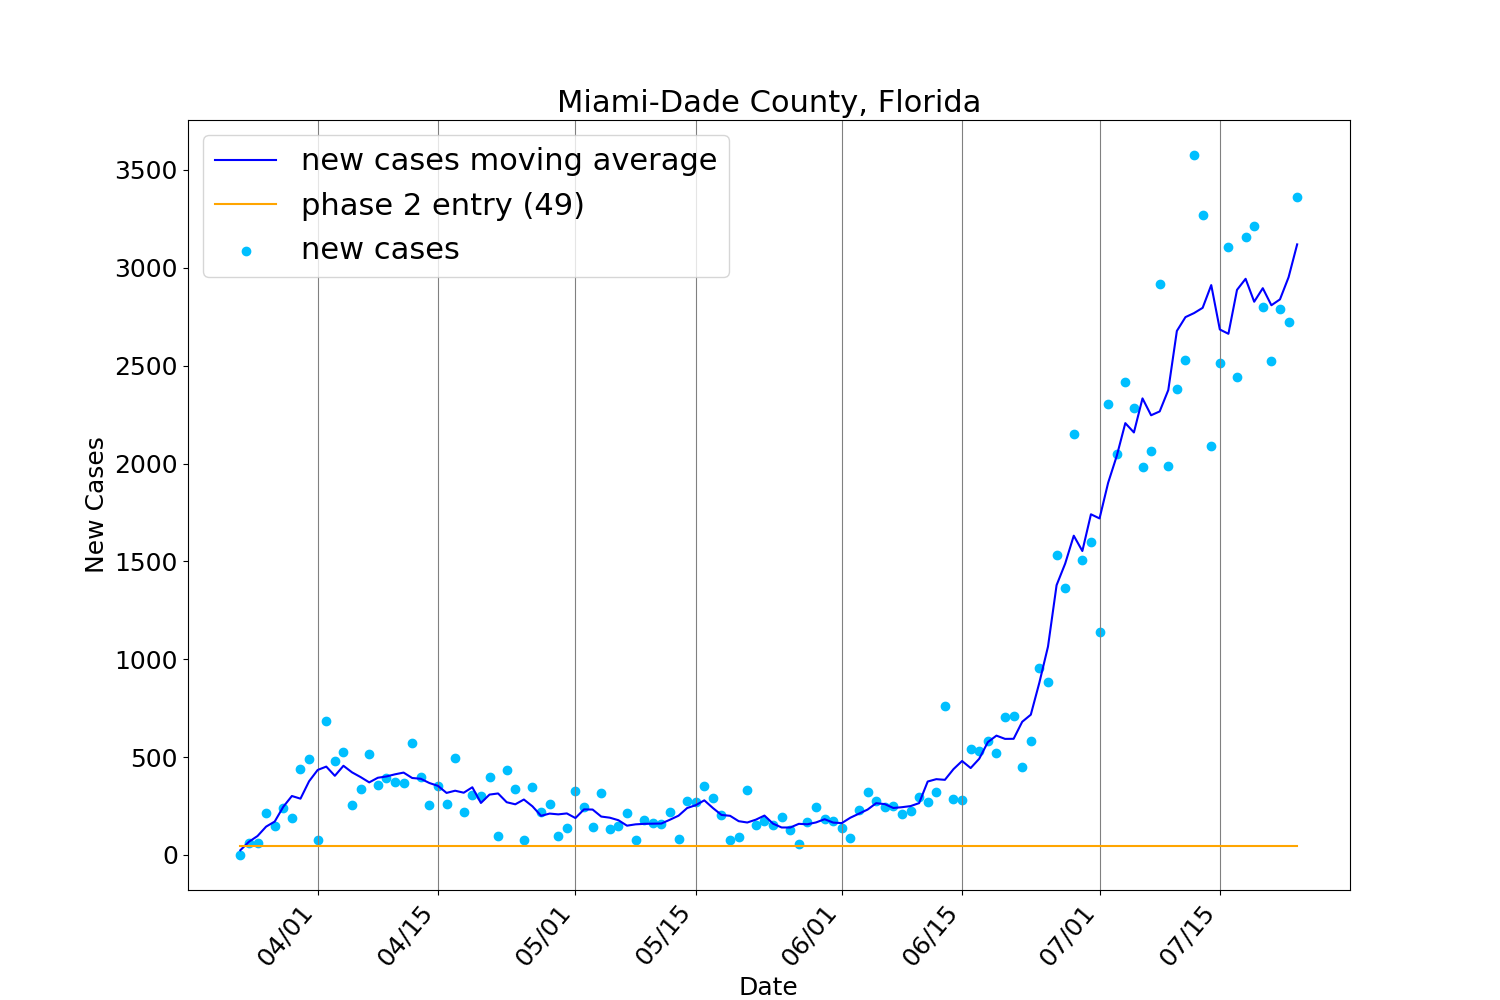 Miami-Dade County, Florida
new cases moving average
phase 2 entry (49)
new cases
3500
3000
2500
2000
1500
1000
500
0
New Cases
04/01
04/15
05/01
05/15
06/01
06/15
07/01
07/15
Date